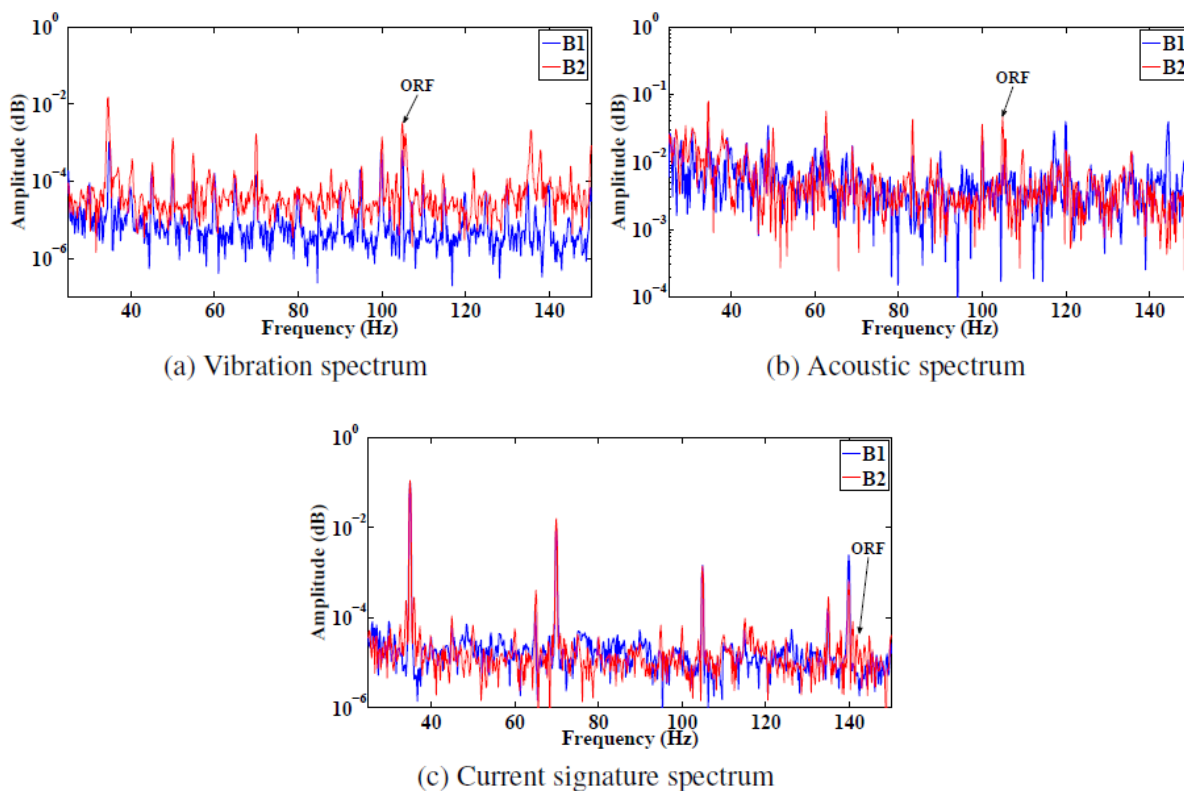 10^0
10^-2
10^-4
10^-6
Amplitude (dB)
B1
B2
ORF
40 60 80 100 120 140
Frequency (Hz)
(a) Vibration spectrum
10^0
10^-1
10^-2
10^-3
10^-4
Amplitude (dB)
B1
B2
ORF
40 60 80 100 120 140
Frequency (Hz)
(b) Acoustic spectrum
10^0
10^-2
10^-4
10^-6
Amplitude (dB)
B1
B2
ORF
40 60 80 100 120 140
Frequency (Hz)
(c) Current signature spectrum